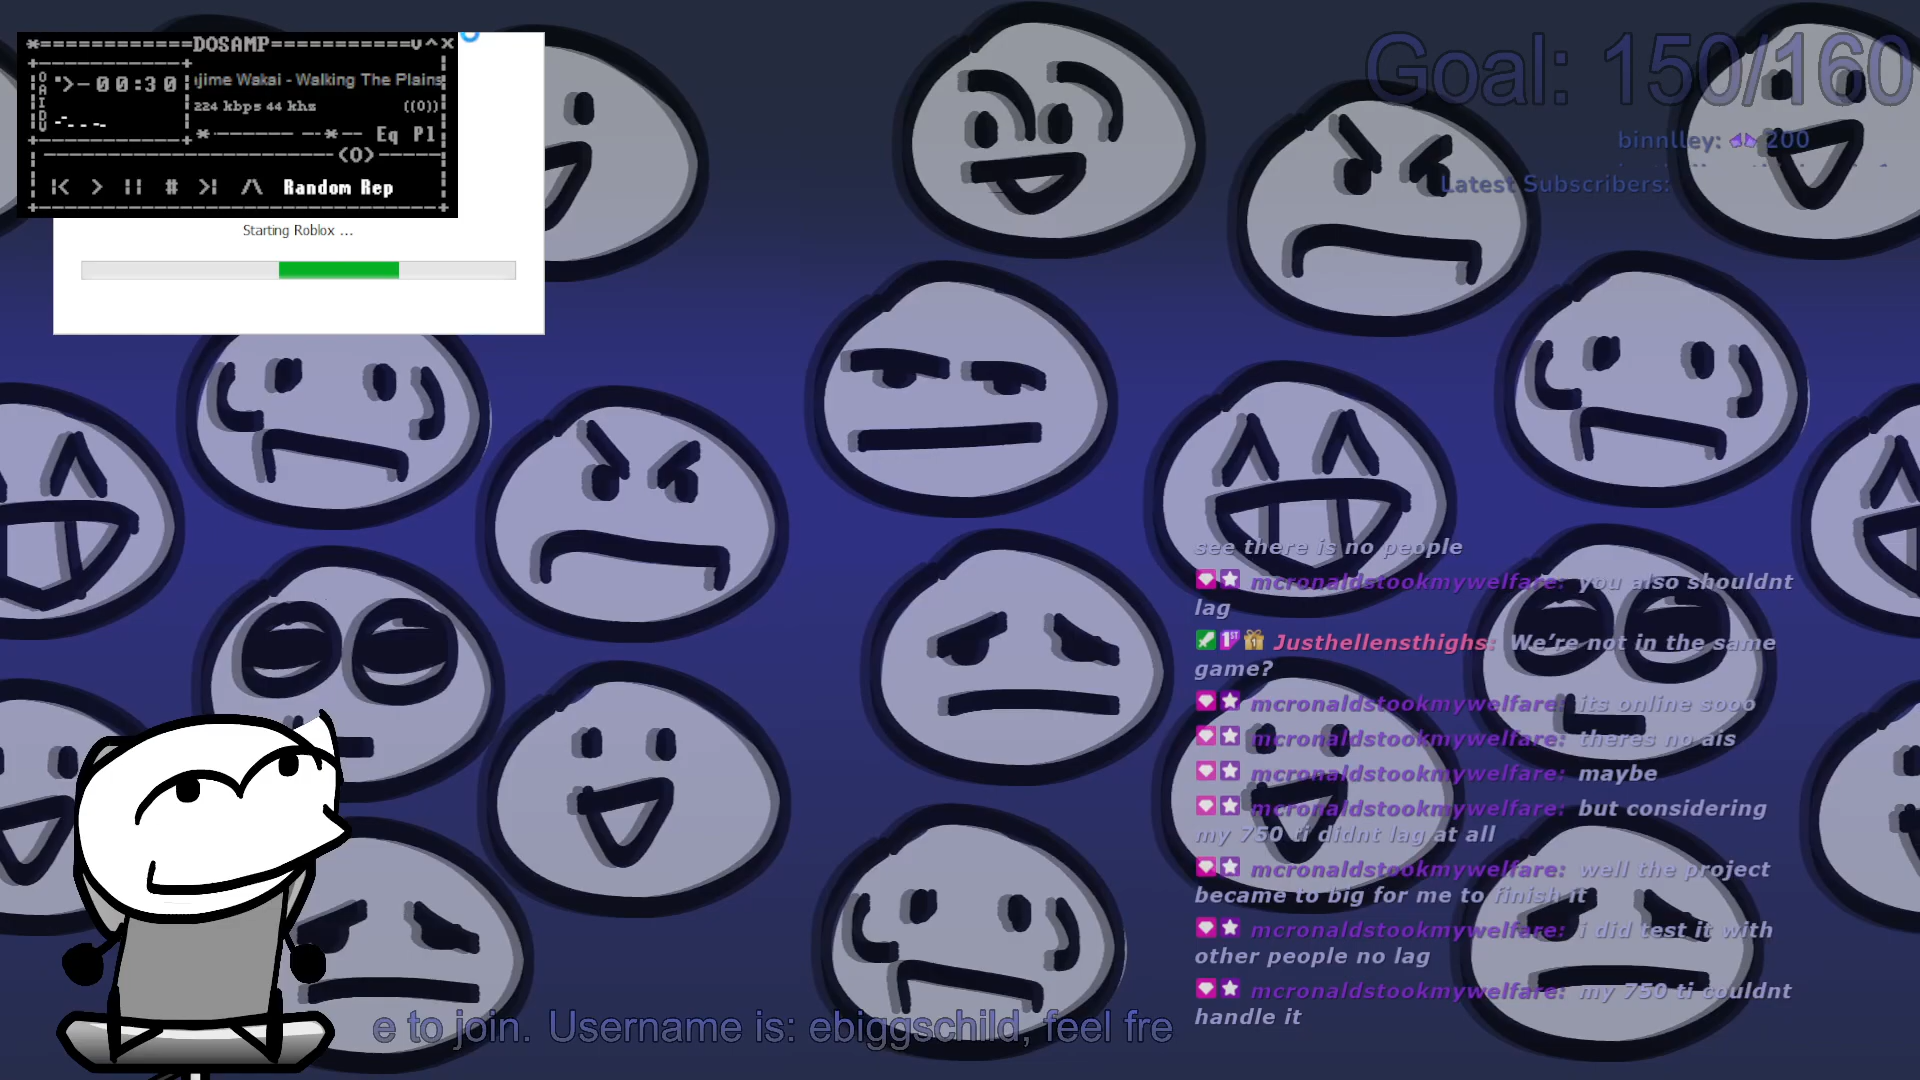 DOSAMP
00:30
jime Wakai - Walking The Plains
224 kbps 44 khs ((0))
Eq Pl
Random Rep
Starting Roblox ...
Goal: 150/160
binnlley: 200
Latest Subscribers:
see there is no people
mcronaldstookmywelfare: you also shouldnt
lag
Justhellensthighs: We’re not in the same
game?
mcronaldstookmywelfare: its online sooo
mcronaldstookmywelfare: theres no ais
mcronaldstookmywelfare: maybe
mcronaldstookmywelfare: but considering
my 750 ti didnt lag at all
mcronaldstookmywelfare: well the project
became to big for me to finish it
mcronaldstookmywelfare: i did test it with
other people no lag
mcronaldstookmywelfare: my 750 ti couldnt
handle it
e to join. Username is: ebiggschild, feel fre